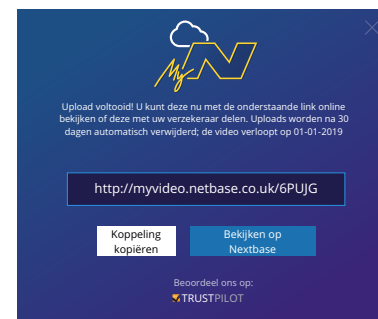 My N
Upload voltooid! U kunt deze nu met de onderstaande link online
bekijken of deze met uw verzekeraar delen. Uploads worden na 30
dagen automatisch verwijderd; de video verloopt op 01-01-2019
http://myvideo.netbase.co.uk/6PUJG
Koppeling
kopiëren
Bekijken op
Nextbase
Beoordeel ons op:
TRUSTPILOT